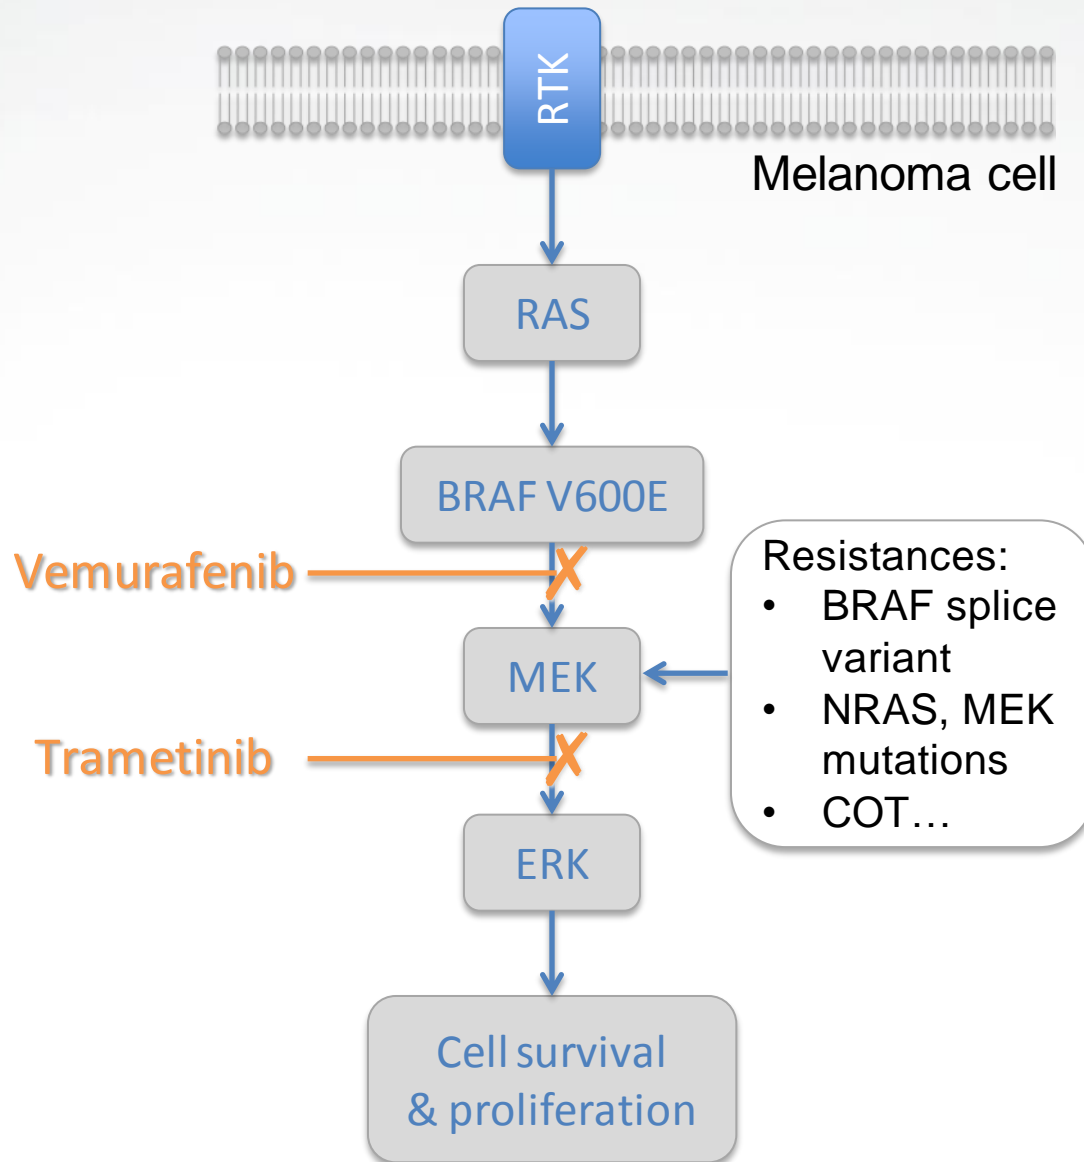 RTK
Melanoma cell
RAS
BRAF V600E
Vemurafenib
MEK
Trametinib
ERK
Cell survival
& proliferation
Resistances:
• BRAF splice
variant
• NRAS, MEK
mutations
• COT…